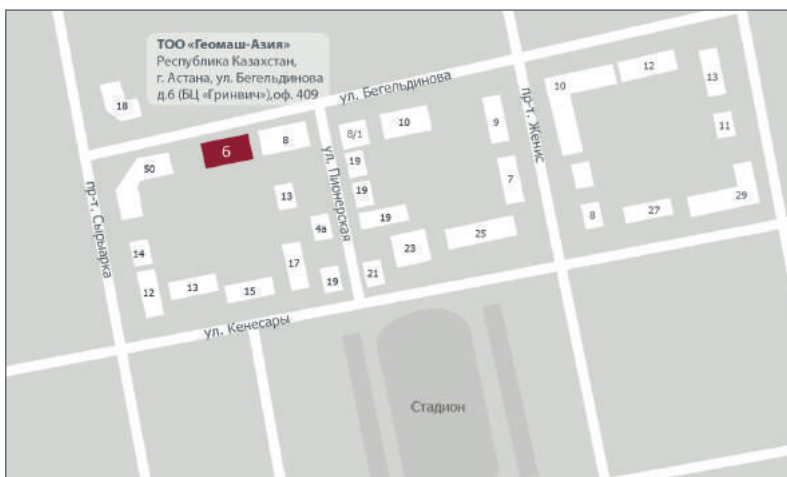 ТОО «Геомаш-Азия»
Республика Казахстан,
г. Астана, ул. Бегельдинова
д.6 (БЦ «Гринвич»),оф. 409
18
ул. Бегельдинова
10
12
13
пр-т. Женис
8/1
10
9
11
50
6
8
ул. Пионерская
19
13
19
7
29
4а
19
8
27
пр-т. Сырыарка
14
17
23
25
12
13
15
19
21
ул. Кенесары
Стадион